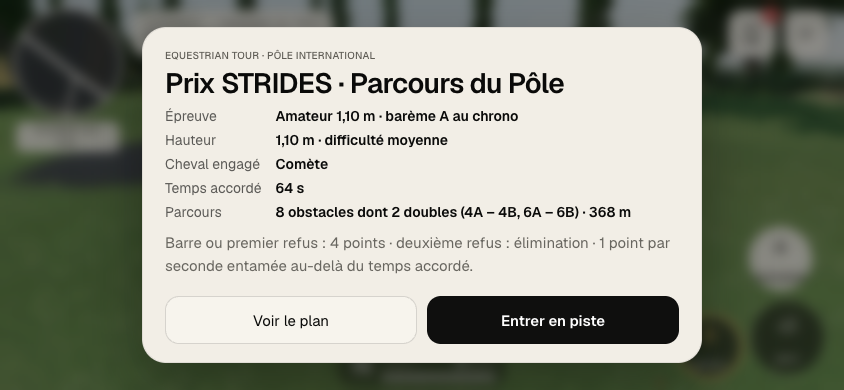 EQUESTRIAN TOUR · PÔLE INTERNATIONAL
Prix STRIDES · Parcours du Pôle
Épreuve Amateur 1,10 m · barème A au chrono
Hauteur 1,10 m · difficulté moyenne
Cheval engagé Comète
Temps accordé 64 s
Parcours 8 obstacles dont 2 doubles (4A – 4B, 6A – 6B) · 368 m
Barre ou premier refus : 4 points · deuxième refus : élimination · 1 point par
seconde entamée au-delà du temps accordé.
Voir le plan Entrer en piste